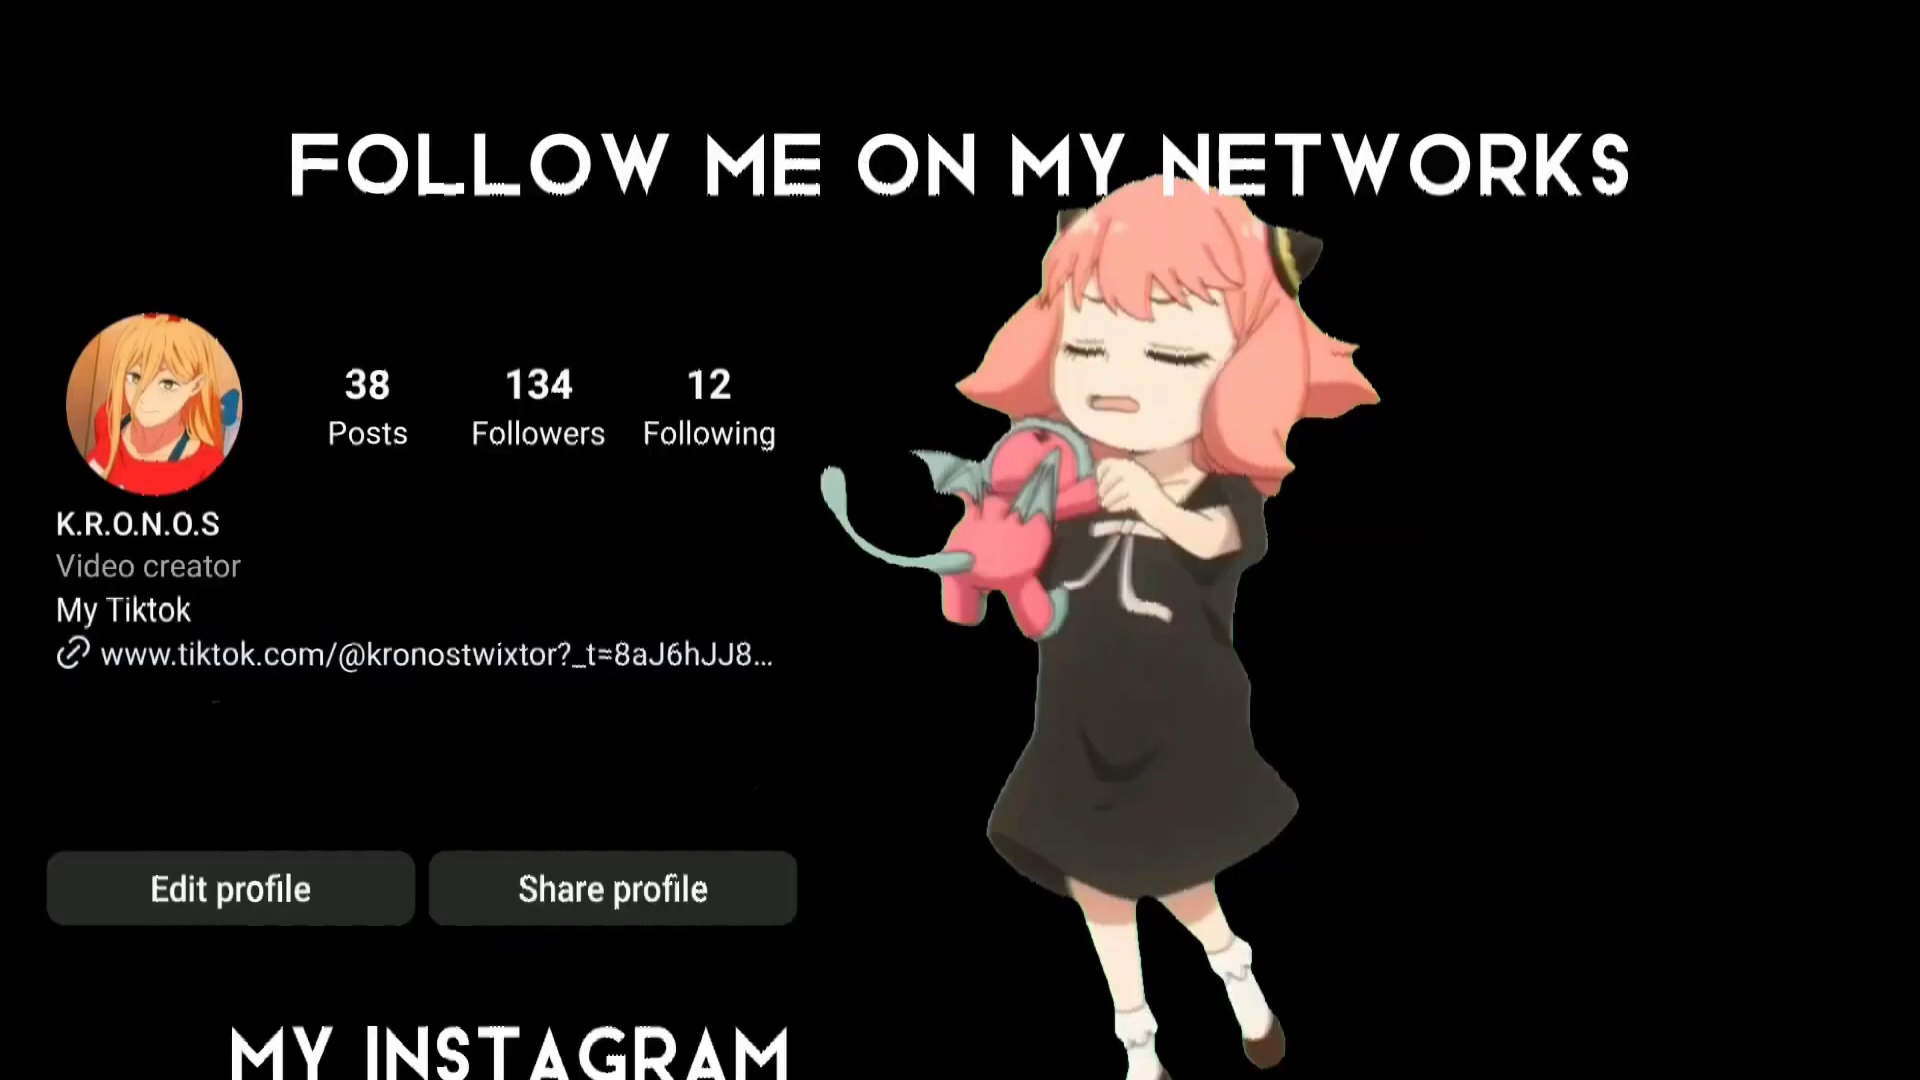 FOLLOW ME ON MY NETWORKS
38 134 12
Posts Followers Following
K.R.O.N.O.S
Video creator
My Tiktok
www.tiktok.com/@kronostwixtor?_t=8aJ6hJJ8...
Edit profile Share profile
MY INSTAGRAM